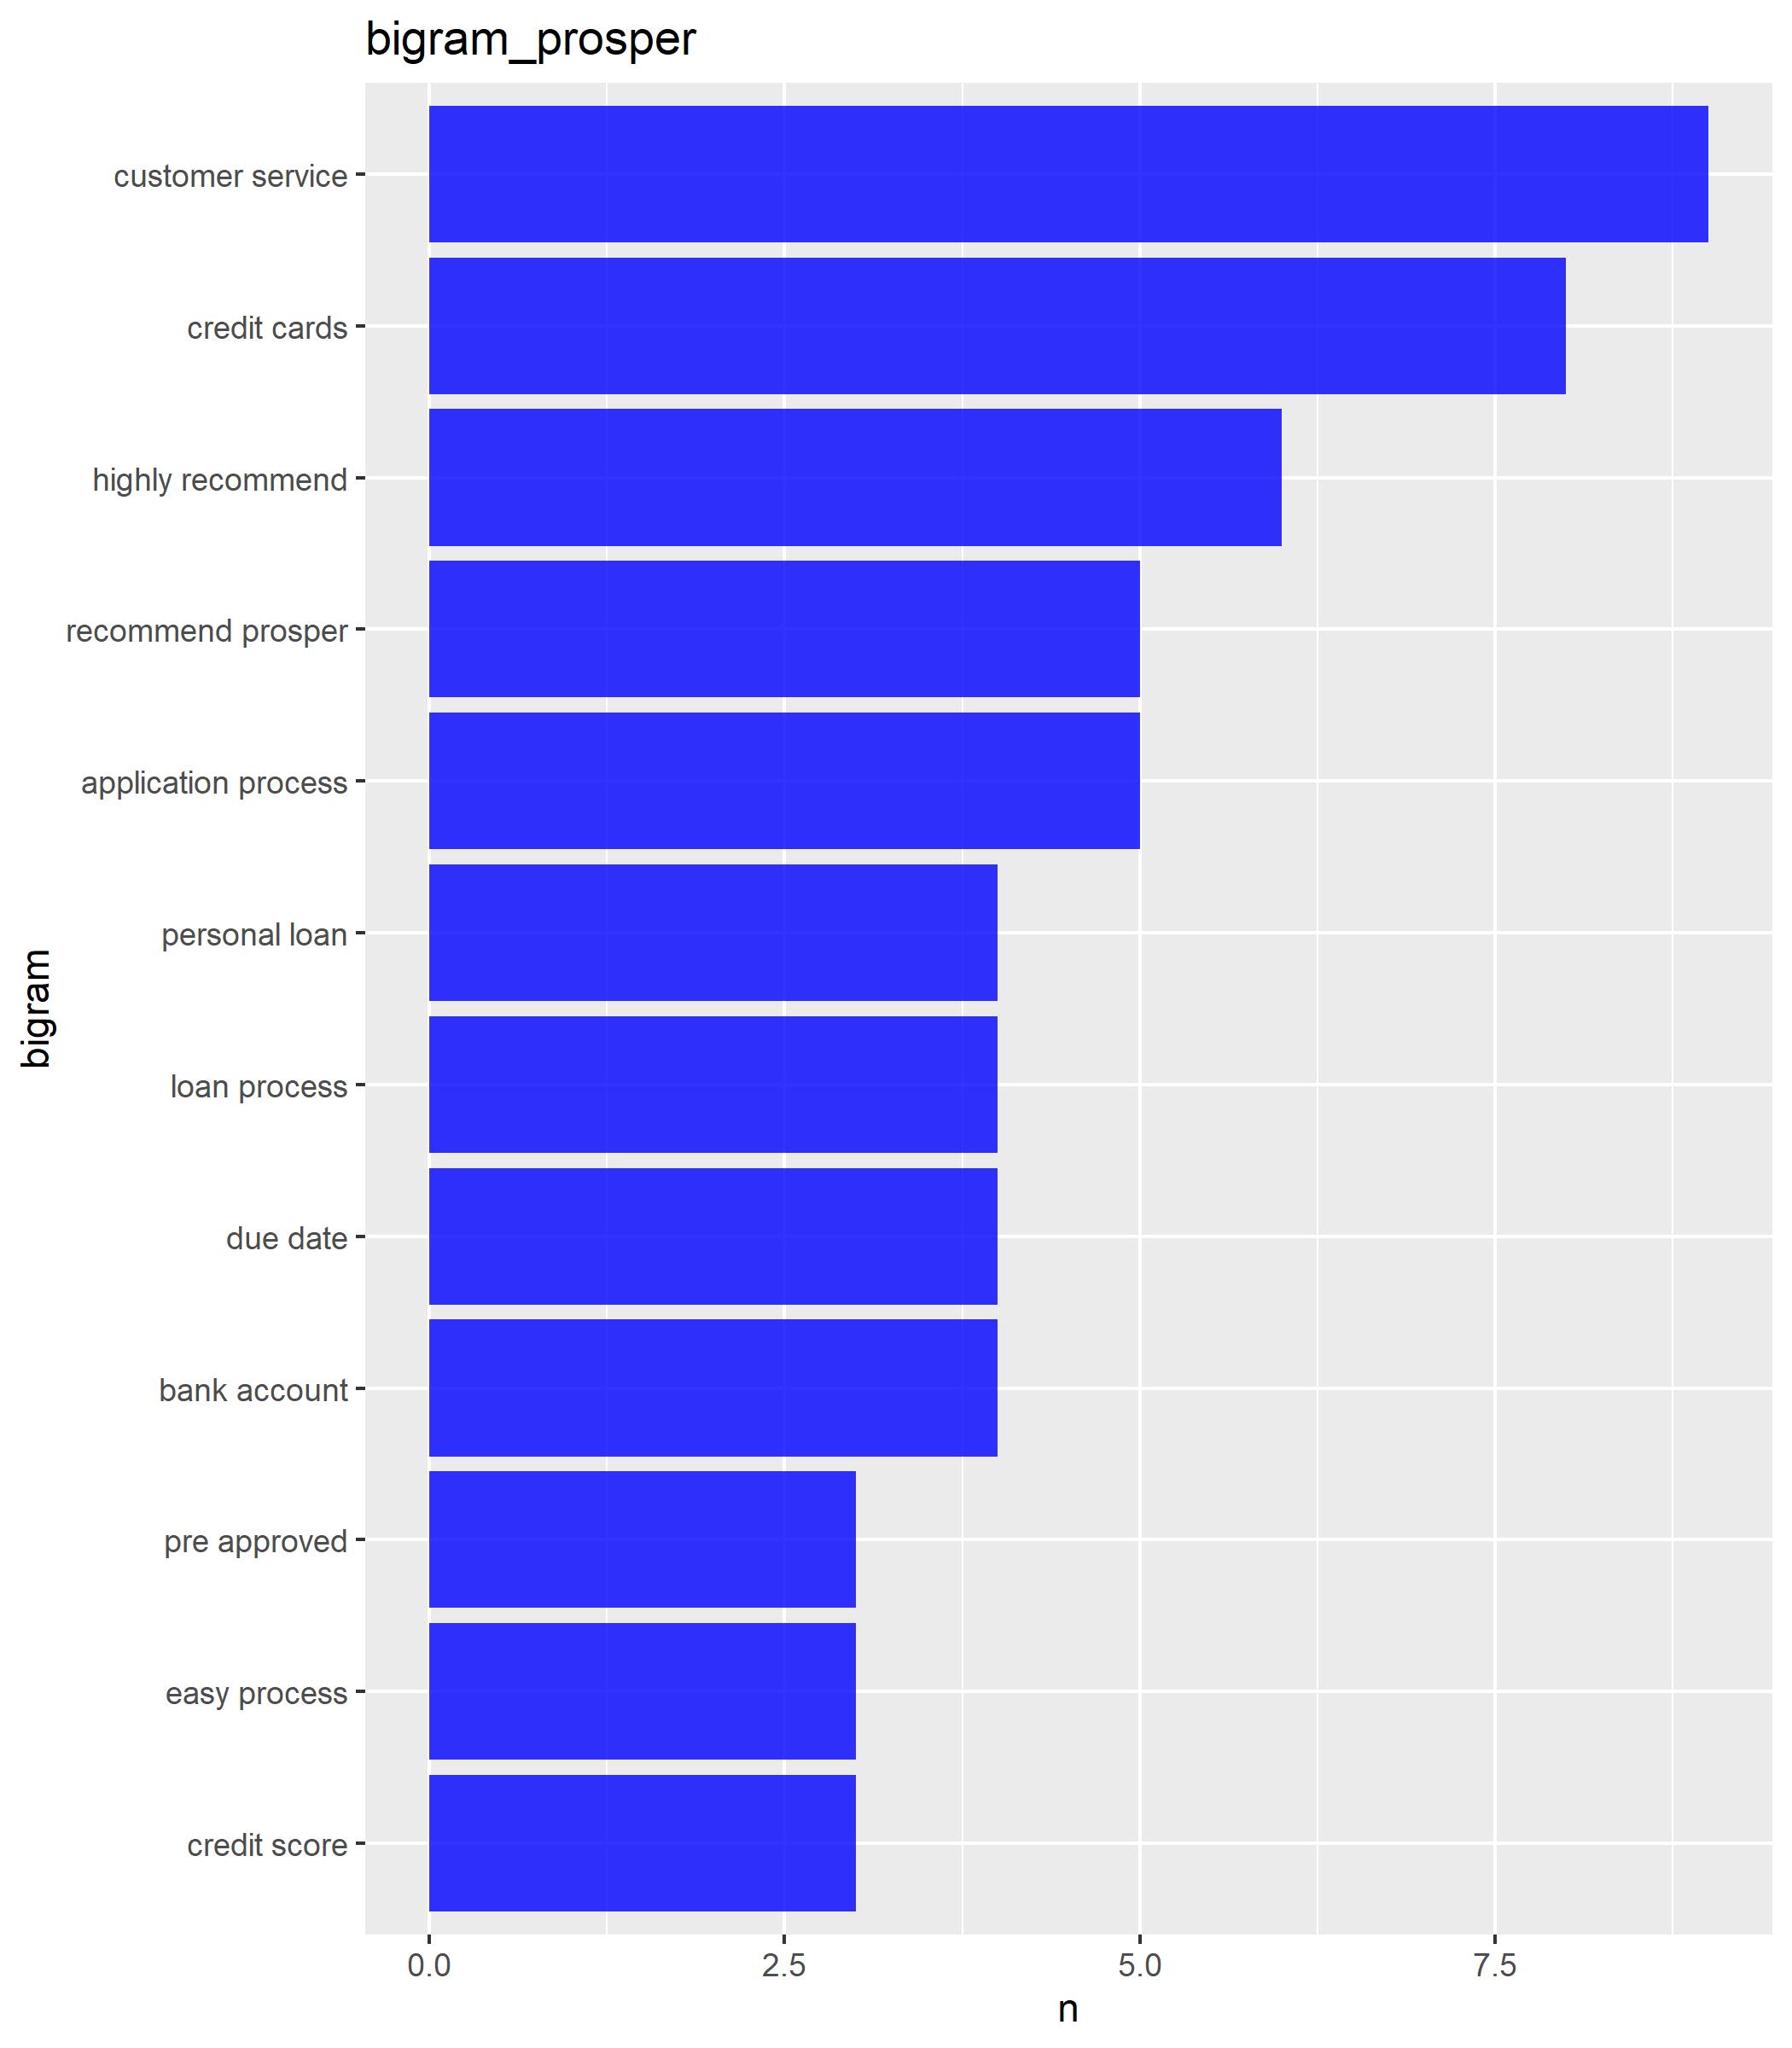 bigram_prosper
customer service
credit cards
highly recommend
recommend prosper
application process
personal loan
loan process
due date
bank account
pre approved
easy process
credit score
bigram
0.0 2.5 5.0 7.5
n